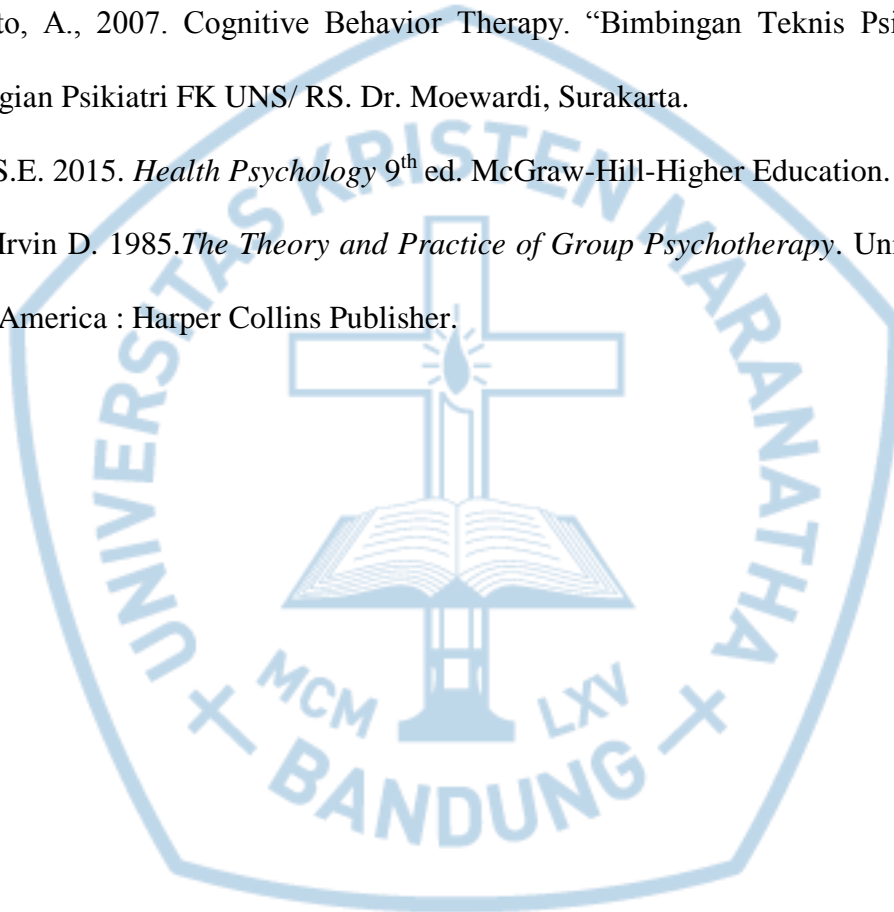 to, A., 2007. Cognitive Behavior Therapy. “Bimbingan Teknis Psi
gian Psikiatri FK UNS/ RS. Dr. Moewardi, Surakarta.
S.E. 2015. Health Psychology 9th ed. McGraw-Hill-Higher Education.
Irvin D. 1985.The Theory and Practice of Group Psychotherapy. Uni
America : Harper Collins Publisher.
UNIVERSITAS KRISTEN MARANATHA
MCM LXV
BANDUNG